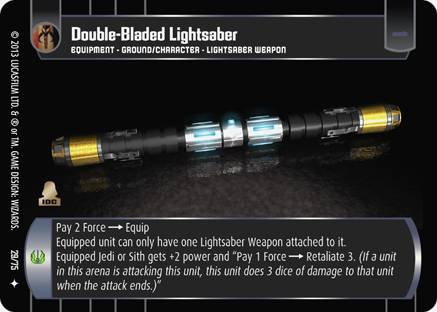 Double-Bladed Lightsaber
EQUIPMENT - GROUND/CHARACTER - LIGHTSABER WEAPON
© 2013 LUCASFILM LTD. & ® or TM. GAME DESIGN: WIZARDS.
IDC
Pay 2 Force → Equip
Equipped unit can only have one Lightsaber Weapon attached to it.
Equipped Jedi or Sith gets +2 power and "Pay 1 Force → Retaliate 3. (If a unit
in this arena is attacking this unit, this unit does 3 dice of damage to that unit
when the attack ends.)"
29/75